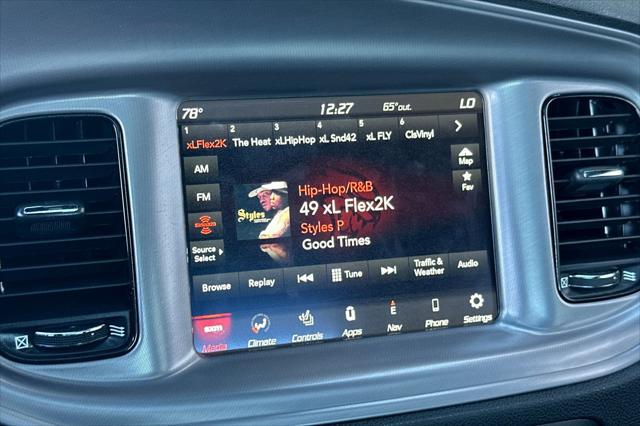 78° 12:27 65° out. LO
1 2 3 4 5 6
xLFlex2K The Heat xLHipHop xL Snd42 xL FLY ClsVinyl
AM
FM
Source Select
Styles
Hip-Hop/R&B
49 xL Flex2K
Styles P
Good Times
Map
Fav
Browse Replay Tune Traffic & Weather Audio
sxm
E
Media Climate Controls Apps Nav Phone Settings